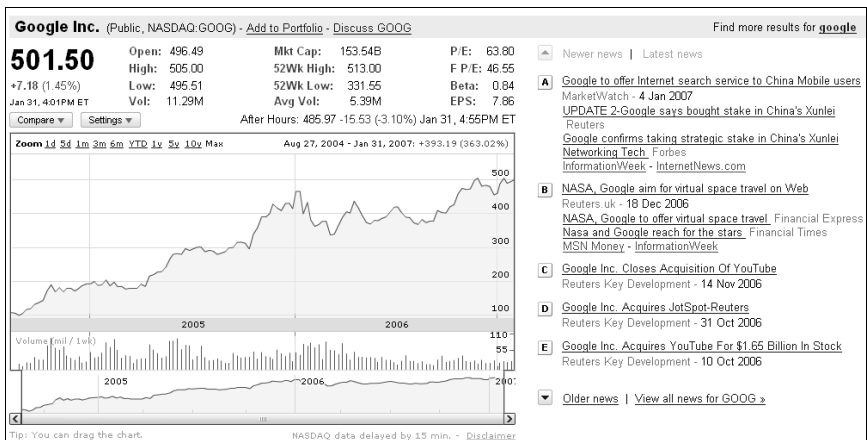 Google Inc. (Public, NASDAQ:GOOG) - Add to Portfolio - Discuss GOOG
Find more results for google
501.50
+7.18 (1.45%)
Jan 31, 4:01PM ET
Open: 496.49
High: 505.00
Low: 495.51
Vol: 11.29M
Mkt Cap: 153.54B
52Wk High: 513.00
52Wk Low: 331.55
Avg Vol: 5.39M
P/E: 63.80
F P/E: 46.55
Beta: 0.84
EPS: 7.86
Compare Settings
After Hours: 485.97 -15.53 (-3.10%) Jan 31, 4:55PM ET
Zoom 1d 5d 1m 3m 6m YTD 1y 5y 10y Max
Aug 27, 2004 - Jan 31, 2007: +393.19 (363.02%)
500
400
300
200
100
2005 2006
Volume (mil / 1wk)
110
55
2005 2006 200
Tip: You can drag the chart.
NASDAQ data delayed by 15 min. - Disclaimer
Newer news | Latest news
A Google to offer Internet search service to China Mobile users
MarketWatch - 4 Jan 2007
UPDATE 2-Google says bought stake in China's Xunlei
Reuters
Google confirms taking strategic stake in China's Xunlei
Networking Tech Forbes
InformationWeek - InternetNews.com
B NASA, Google aim for virtual space travel on Web
Reuters.uk - 18 Dec 2006
NASA, Google to offer virtual space travel Financial Express
Nasa and Google reach for the stars Financial Times
MSN Money - InformationWeek
C Google Inc. Closes Acquisition Of YouTube
Reuters Key Development - 14 Nov 2006
D Google Inc. Acquires JotSpot-Reuters
Reuters Key Development - 31 Oct 2006
E Google Inc. Acquires YouTube For $1.65 Billion In Stock
Reuters Key Development - 10 Oct 2006
Older news | View all news for GOOG »